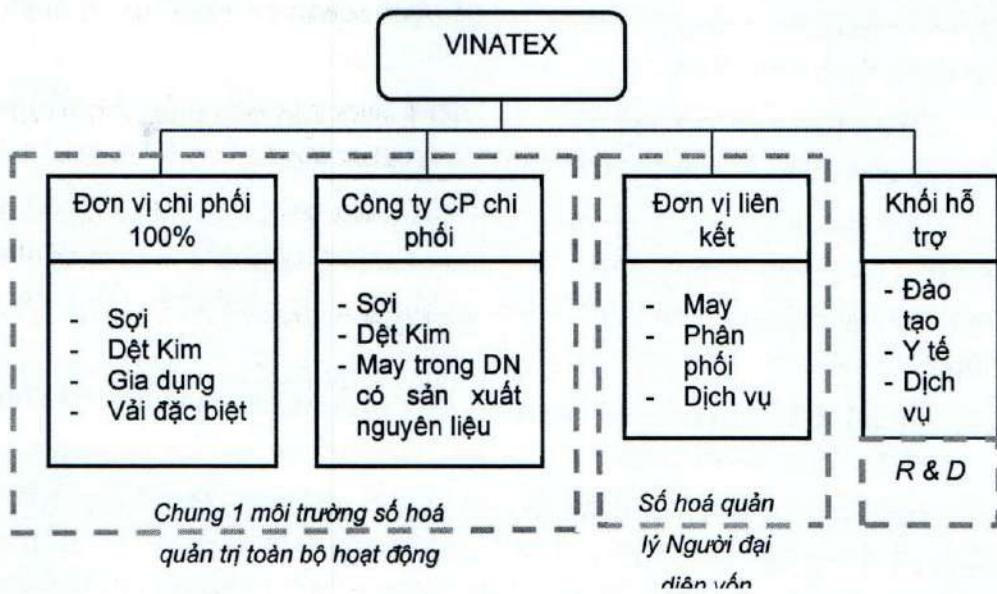 VINATEX
Đơn vị chi phối
100%
- Sợi
- Dệt Kim
- Gia dụng
- Vải đặc biệt
Công ty CP chi
phối
- Sợi
- Dệt Kim
- May trong DN
có sản xuất
nguyên liệu
Chung 1 môi trường số hoá
quản trị toàn bộ hoạt động
Đơn vị liên
kết
- May
- Phân
phối
- Dịch vụ
Số hoá quản
lý Người đại
diện vốn
Khối hỗ
trợ
- Đào
tạo
- Y tế
- Dịch
vụ
R & D